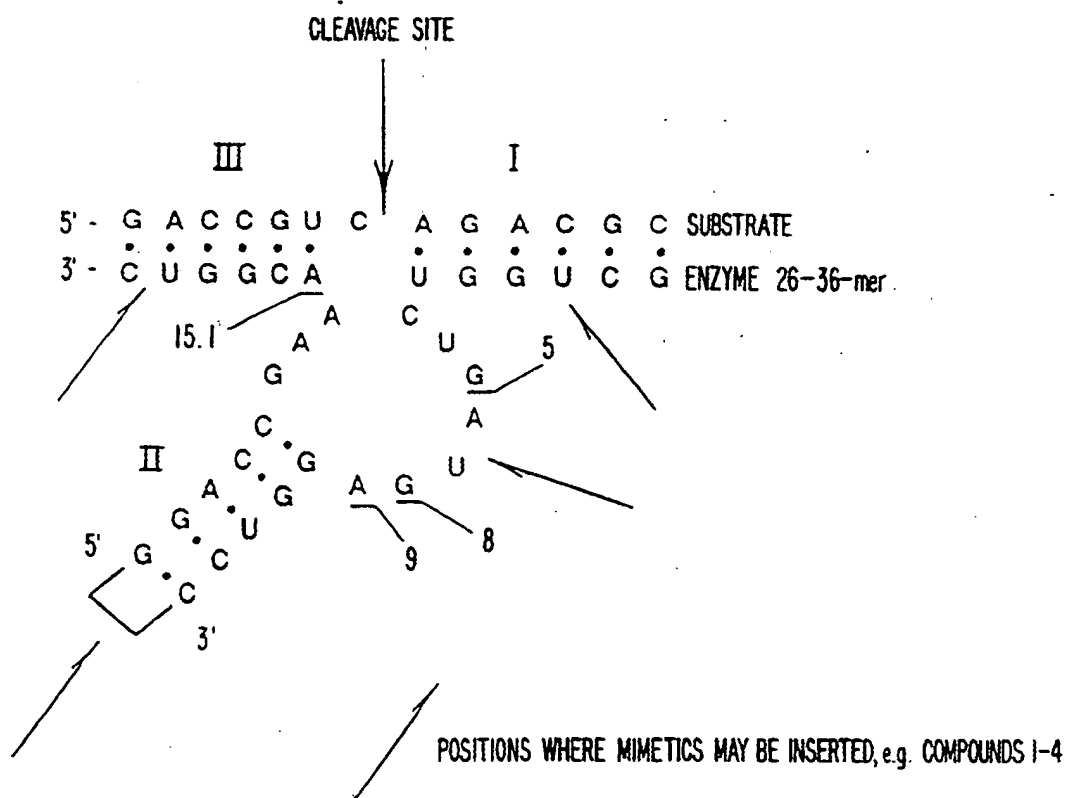 CLEAVAGE SITE
III I
5' - G A C C G U C A G A C G C SUBSTRATE
3' - C U G G C A U G G U C G ENZYME 26-36-mer
15.1 A C
A U 5
G G
C A
II C G U
A G A G
G U 9 8
5' G C
C
3'
POSITIONS WHERE MIMETICS MAY BE INSERTED, e.g. COMPOUNDS 1-4